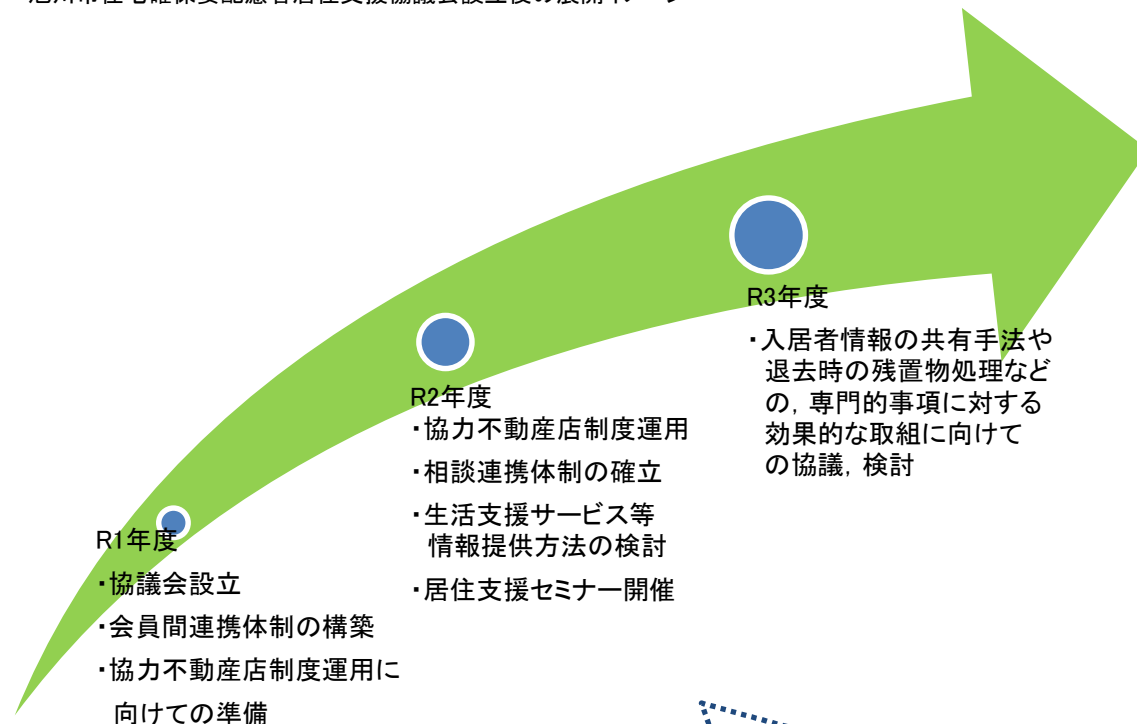 R1年度
・協議会設立
・会員間連携体制の構築
・協力不動産店制度運用に
向けての準備
R2年度
・協力不動産店制度運用
・相談連携体制の確立
・生活支援サービス等
情報提供方法の検討
・居住支援セミナー開催
R3年度
・入居者情報の共有手法や
退去時の残置物処理など
の，専門的事項に対する
効果的な取組に向けて
の協議，検討